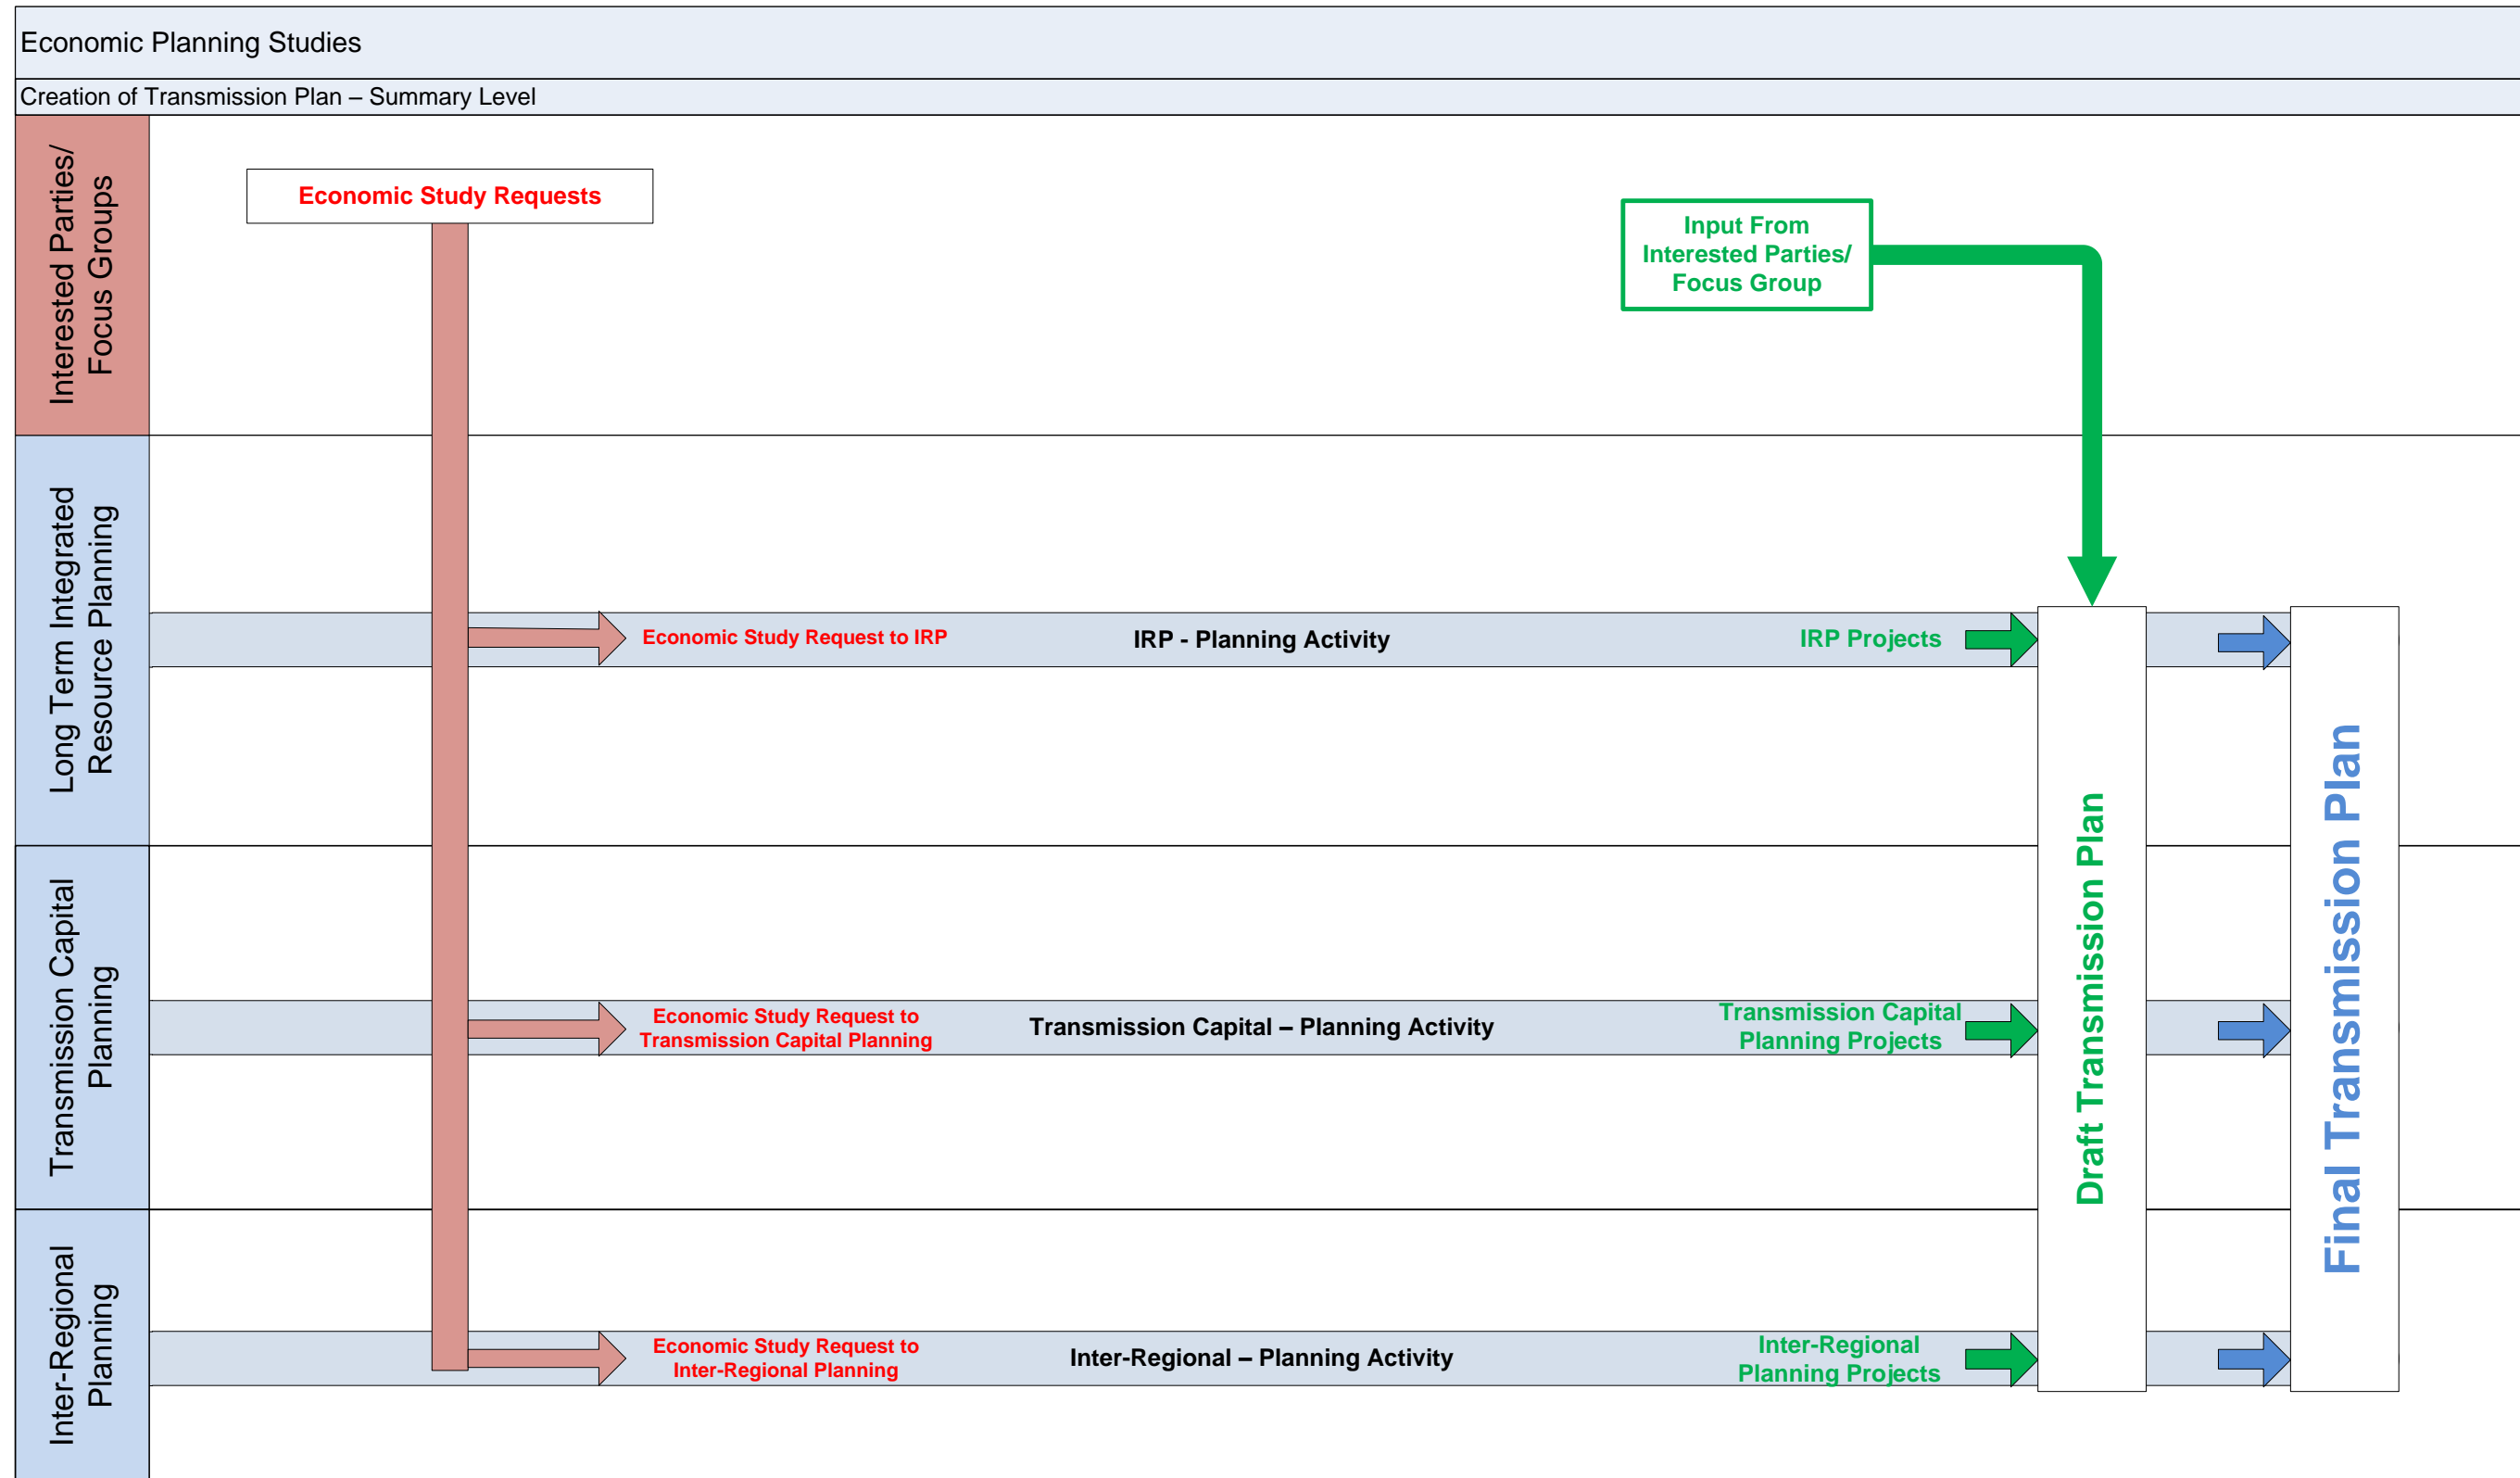 Economic Planning Studies
Creation of Transmission Plan – Summary Level
Interested Parties/
Focus Groups
Economic Study Requests
Input From
Interested Parties/
Focus Group
Long Term Integrated
Resource Planning
Economic Study Request to IRP
IRP - Planning Activity
IRP Projects
Draft Transmission Plan
Final Transmission Plan
Transmission Capital
Planning
Economic Study Request to
Transmission Capital Planning
Transmission Capital – Planning Activity
Transmission Capital
Planning Projects
Inter-Regional
Planning
Economic Study Request to
Inter-Regional Planning
Inter-Regional – Planning Activity
Inter-Regional
Planning Projects